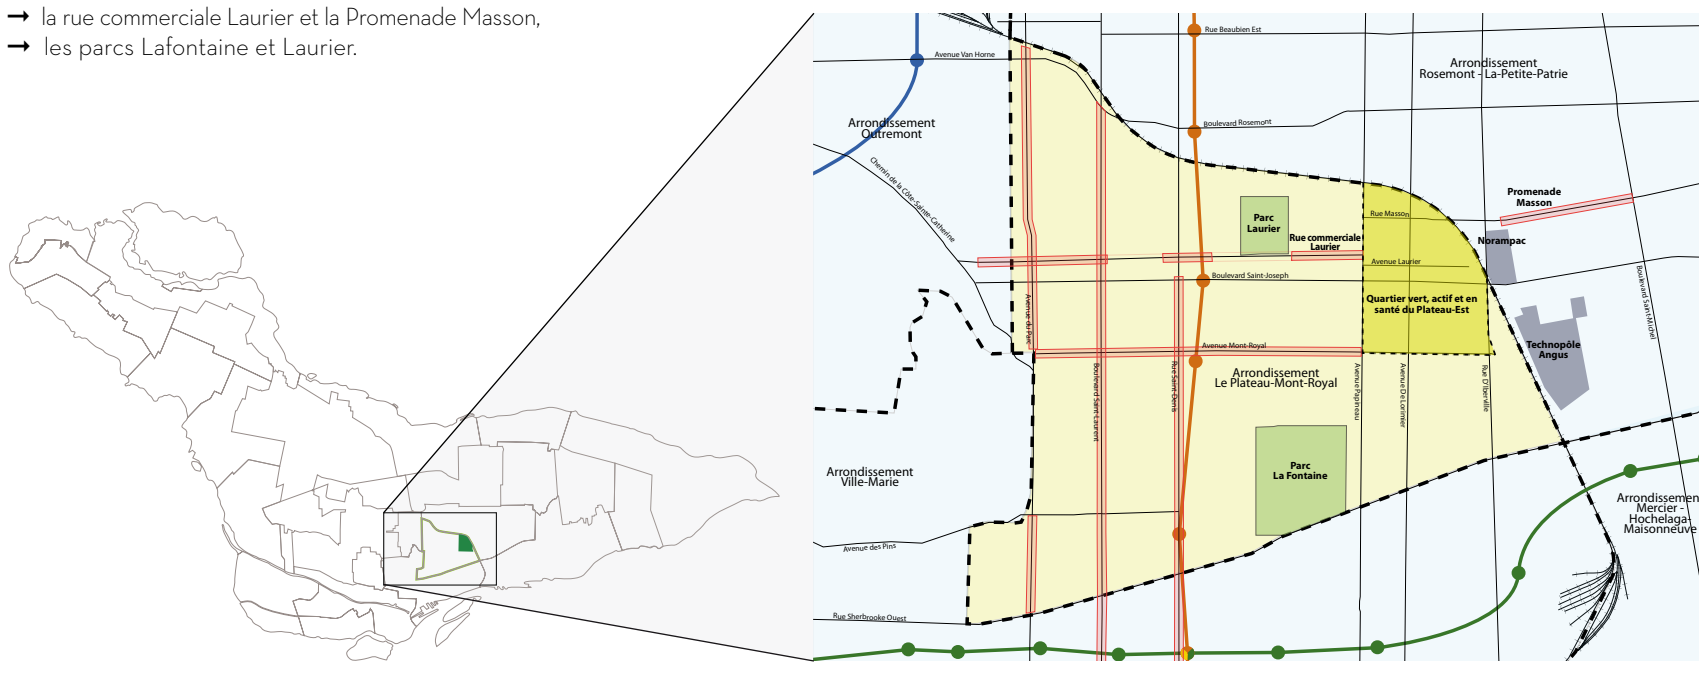 → la rue commerciale Laurier et la Promenade Masson,
→ les parcs Lafontaine et Laurier.
Rue Beaubien Est
Avenue Van Horne
Arrondissement
Rosemont - La-Petite-Patrie
Arrondissement
Outremont
Boulevard Rosemont
Chemin de la Côte-Sainte-Catherine
Promenade
Masson
Parc
Laurier
Rue Masson
Rue commerciale
Laurier
Norampac
Avenue Laurier
Boulevard Saint-Joseph
Boulevard Saint-Michel
Avenue du Parc
Quartier vert, actif et en
santé du Plateau-Est
Avenue Mont-Royal
Technopôle
Angus
Arrondissement
Le Plateau-Mont-Royal
Boulevard Saint-Laurent
Rue Saint-Denis
Avenue Papineau
Avenue De Lorimier
Rue D'Iberville
Parc
La Fontaine
Arrondissement
Ville-Marie
Arrondissemen
Mercier -
Hochelaga-
Maisonneuve
Avenue des Pins
Rue Sherbrooke Ouest